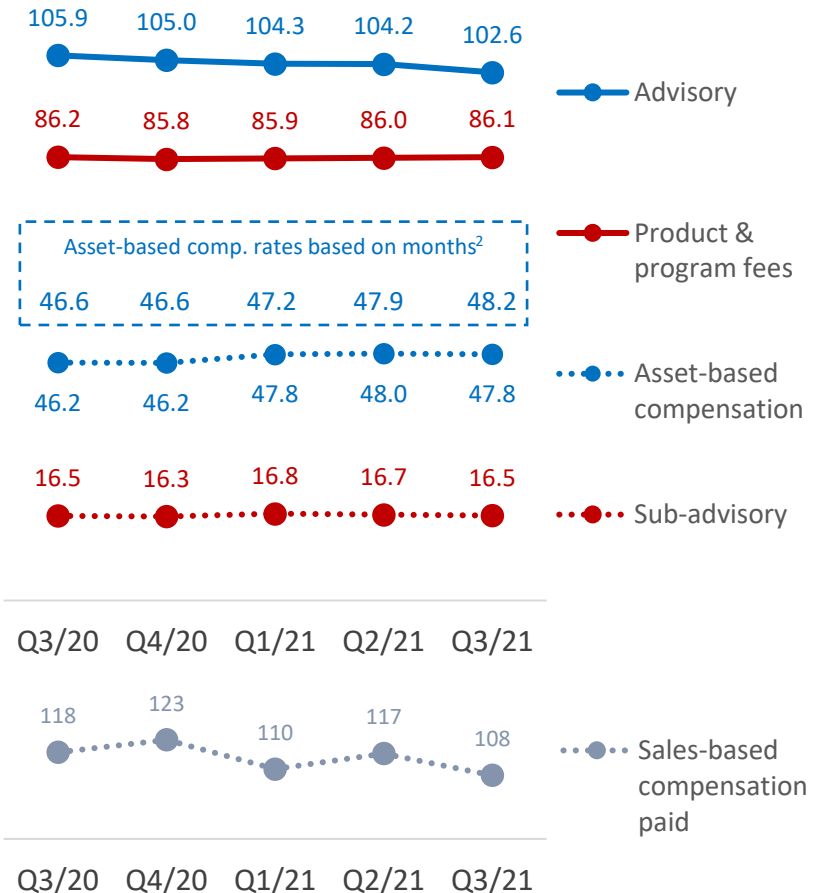 105.9 105.0 104.3 104.2 102.6
Advisory
86.2 85.8 85.9 86.0 86.1
Product &
program fees
Asset-based comp. rates based on months²
46.6 46.6 47.2 47.9 48.2
46.2 46.2 47.8 48.0 47.8
Asset-based
compensation
16.5 16.3 16.8 16.7 16.5
Sub-advisory
Q3/20 Q4/20 Q1/21 Q2/21 Q3/21
118 123 110 117 108
Sales-based
compensation
paid
Q3/20 Q4/20 Q1/21 Q2/21 Q3/21